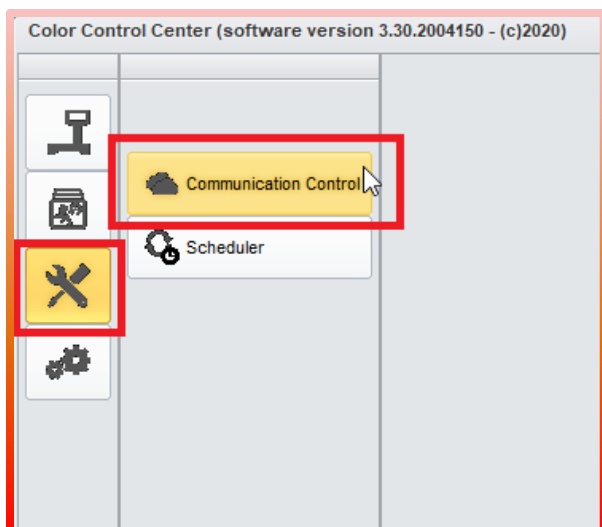 Color Control Center (software version 3.30.2004150 - (c)2020)
Communication Control
Scheduler